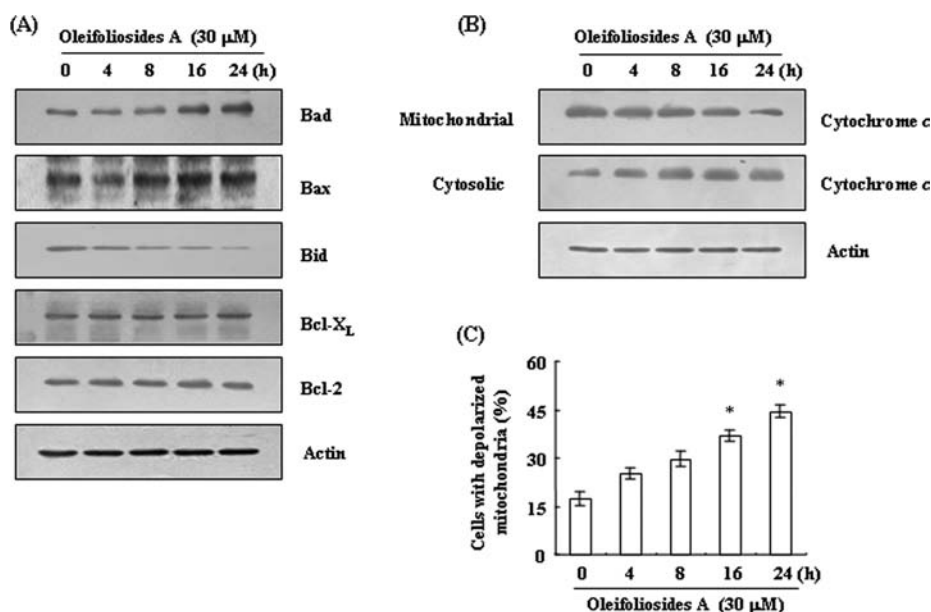 (A)
Oleifoliosides A (30 μM)
0 4 8 16 24 (h)
Bad
Bax
Bid
Bcl-XL
Bcl-2
Actin
(B)
Oleifoliosides A (30 μM)
0 4 8 16 24 (h)
Mitochondrial Cytochrome c
Cytosolic Cytochrome c
Actin
(C)
Cells with depolarized
mitochondria (%)
60
45
30
15
0
* *
0 4 8 16 24 (h)
Oleifoliosides A (30 μM)